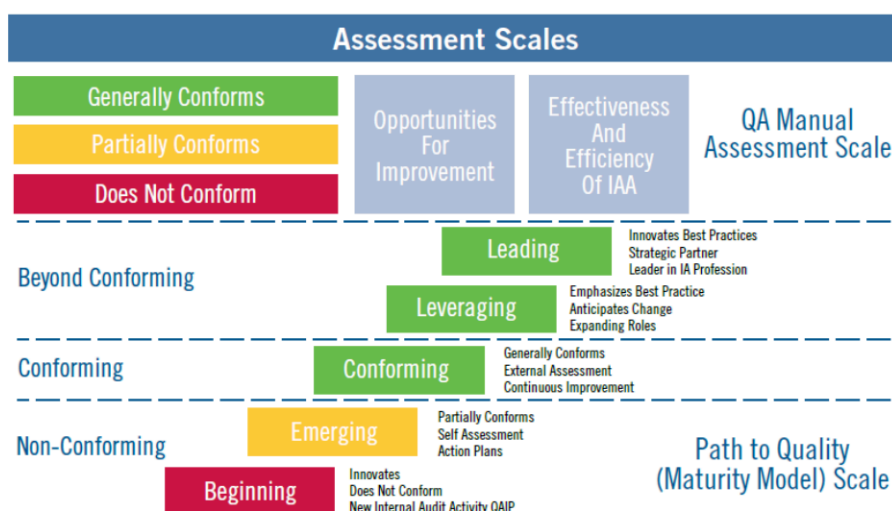 Assessment Scales
Generally Conforms
Partially Conforms
Does Not Conform
Opportunities
For
Improvement
Effectiveness
And
Efficiency
Of IAA
QA Manual
Assessment Scale
Beyond Conforming
Leading
Innovates Best Practices
Strategic Partner
Leader in IA Profession
Leveraging
Emphasizes Best Practice
Anticipates Change
Expanding Roles
Conforming
Conforming
Generally Conforms
External Assessment
Continuous Improvement
Non-Conforming
Emerging
Partially Conforms
Self Assessment
Action Plans
Beginning
Innovates
Does Not Conform
New Internal Audit Activity QAIP
Path to Quality
(Maturity Model) Scale